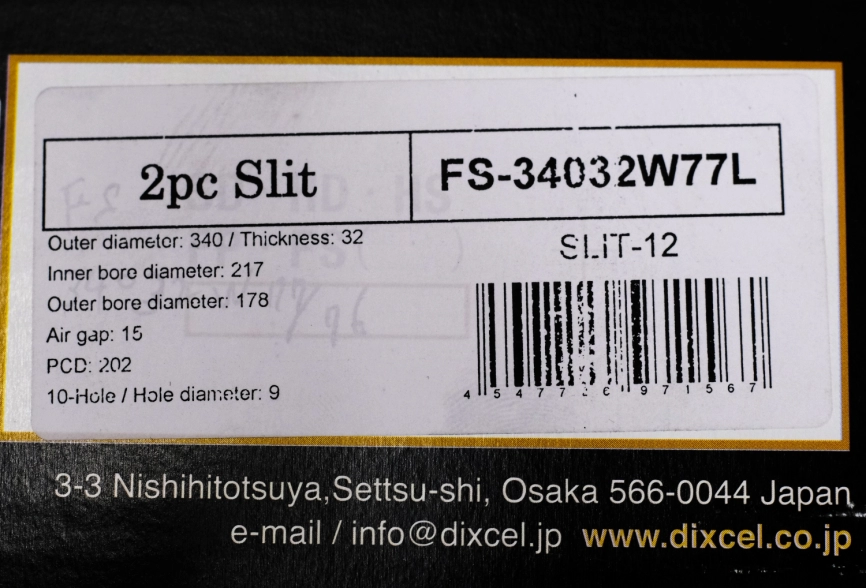 2pc Slit
FS-34032W77L
Outer diameter: 340 / Thickness: 32
Inner bore diameter: 217
Outer bore diameter: 178
Air gap: 15
PCD: 202
10-Hole / Hole diameter: 9
SLIT-12
3-3 Nishihitotsuya,Settsu-shi, Osaka 566-0044 Japan
e-mail / info@dixcel.jp www.dixcel.co.jp